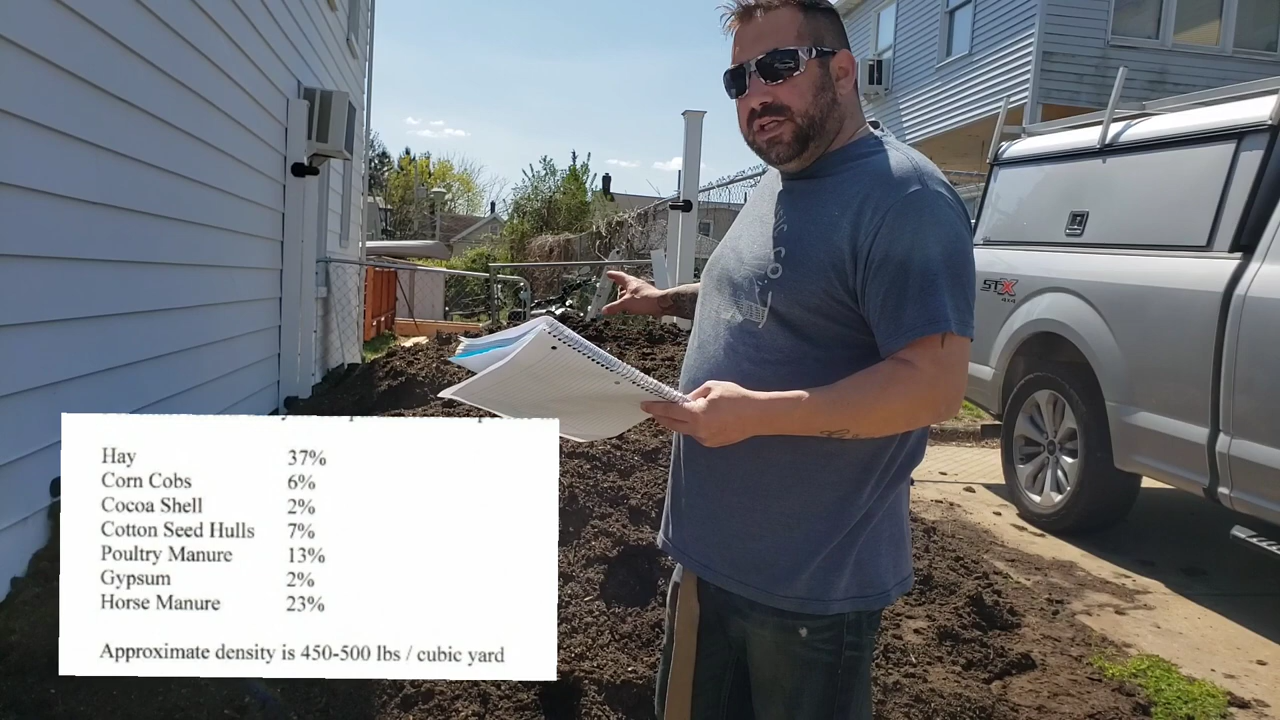 STX
4x4
Hay 37%
Corn Cobs 6%
Cocoa Shell 2%
Cotton Seed Hulls 7%
Poultry Manure 13%
Gypsum 2%
Horse Manure 23%
Approximate density is 450-500 lbs / cubic yard